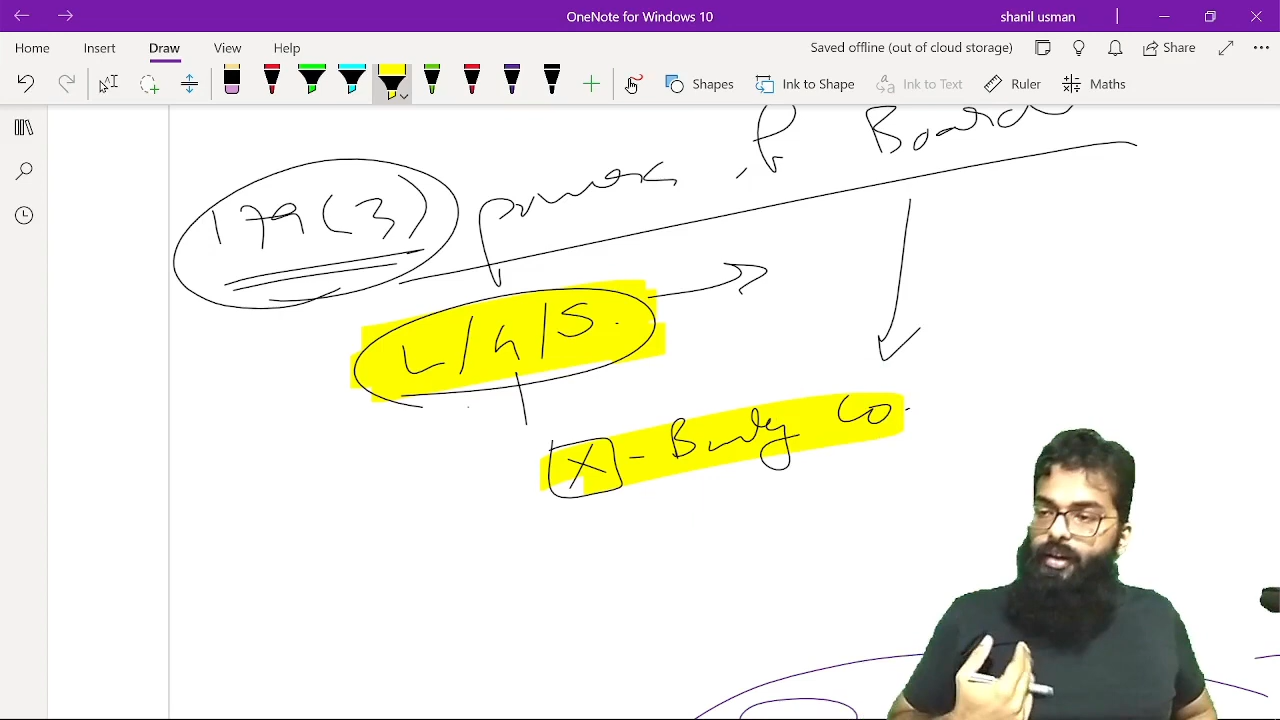 OneNote for Windows 10
shanil usman
Home Insert Draw View Help
Saved offline (out of cloud storage)
Share
Shapes Ink to Shape Ink to Text Ruler Maths
179(3) powers of Board
L/G/S.
X - Bnkg Co.